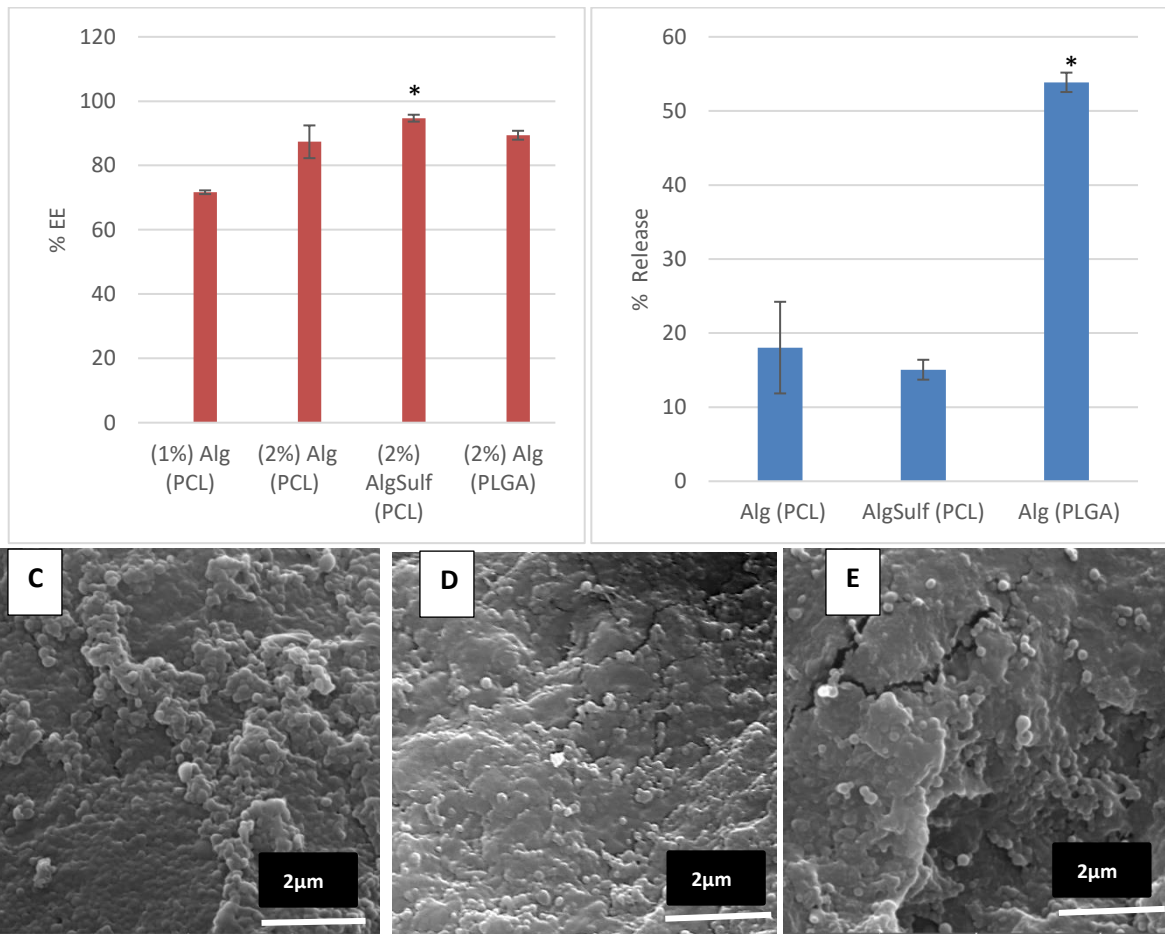 120
100
80
60
40
20
0
% EE
*
(1%) Alg
(PCL)
(2%) Alg
(PCL)
(2%)
AlgSulf
(PCL)
(2%) Alg
(PLGA)
60
50
40
30
20
10
0
% Release
*
Alg (PCL)
AlgSulf (PCL)
Alg (PLGA)
C
2µm
D
2µm
E
2µm